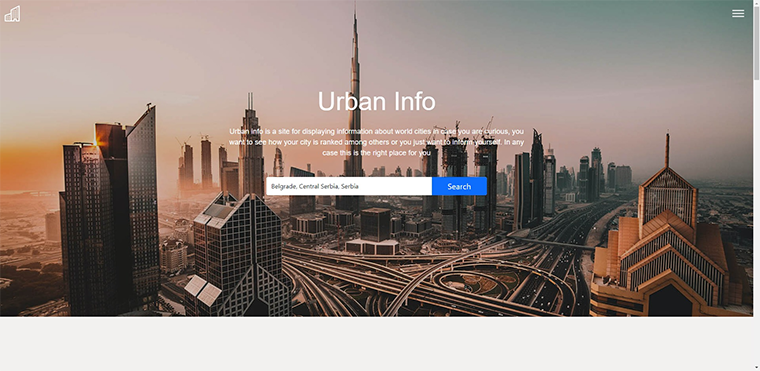 Urban Info
Urban Info is a site for displaying information about world cities in case you are curious, you
want to see how your city is ranked among others or you just want to inform yourself. In any
case this is the right place for you
Belgrade, Central Serbia, Serbia
Search